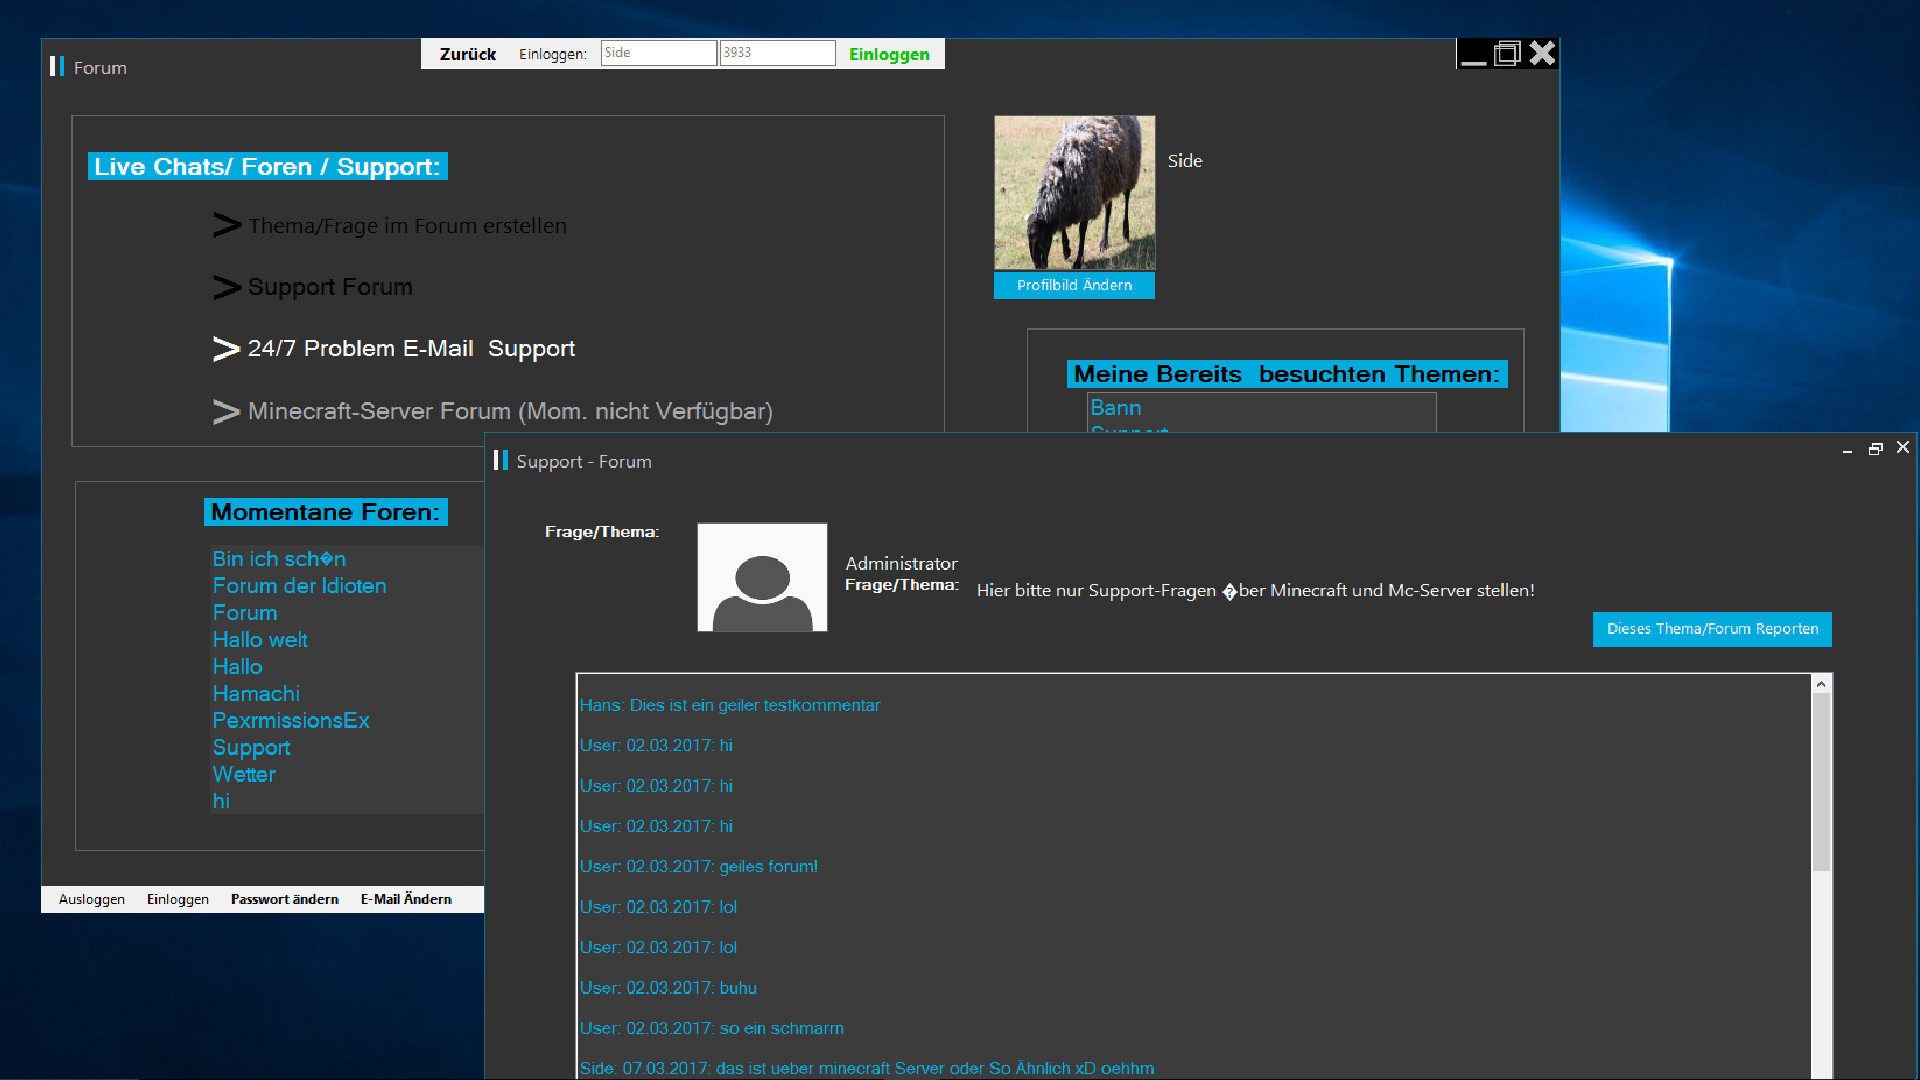 Forum
Zurück Einloggen: Side 3933 Einloggen
Live Chats/ Foren / Support:
> Thema/Frage im Forum erstellen
> Support Forum
> 24/7 Problem E-Mail Support
> Minecraft-Server Forum (Mom. nicht Verfügbar)
Side
Profilbild Ändern
Meine Bereits besuchten Themen:
Bann
Support
Momentane Foren:
Bin ich sch�n
Forum der Idioten
Forum
Hallo welt
Hallo
Hamachi
PexrmissionsEx
Support
Wetter
hi
Ausloggen Einloggen Passwort ändern E-Mail Ändern
Support - Forum
Frage/Thema:
Administrator
Frage/Thema: Hier bitte nur Support-Fragen �ber Minecraft und Mc-Server stellen!
Dieses Thema/Forum Reporten
Hans: Dies ist ein geiler testkommentar
User: 02.03.2017: hi
User: 02.03.2017: hi
User: 02.03.2017: hi
User: 02.03.2017: geiles forum!
User: 02.03.2017: lol
User: 02.03.2017: lol
User: 02.03.2017: buhu
User: 02.03.2017: so ein schmarrn
Side: 07.03.2017: das ist ueber minecraft Server oder So Ähnlich xD oehhm